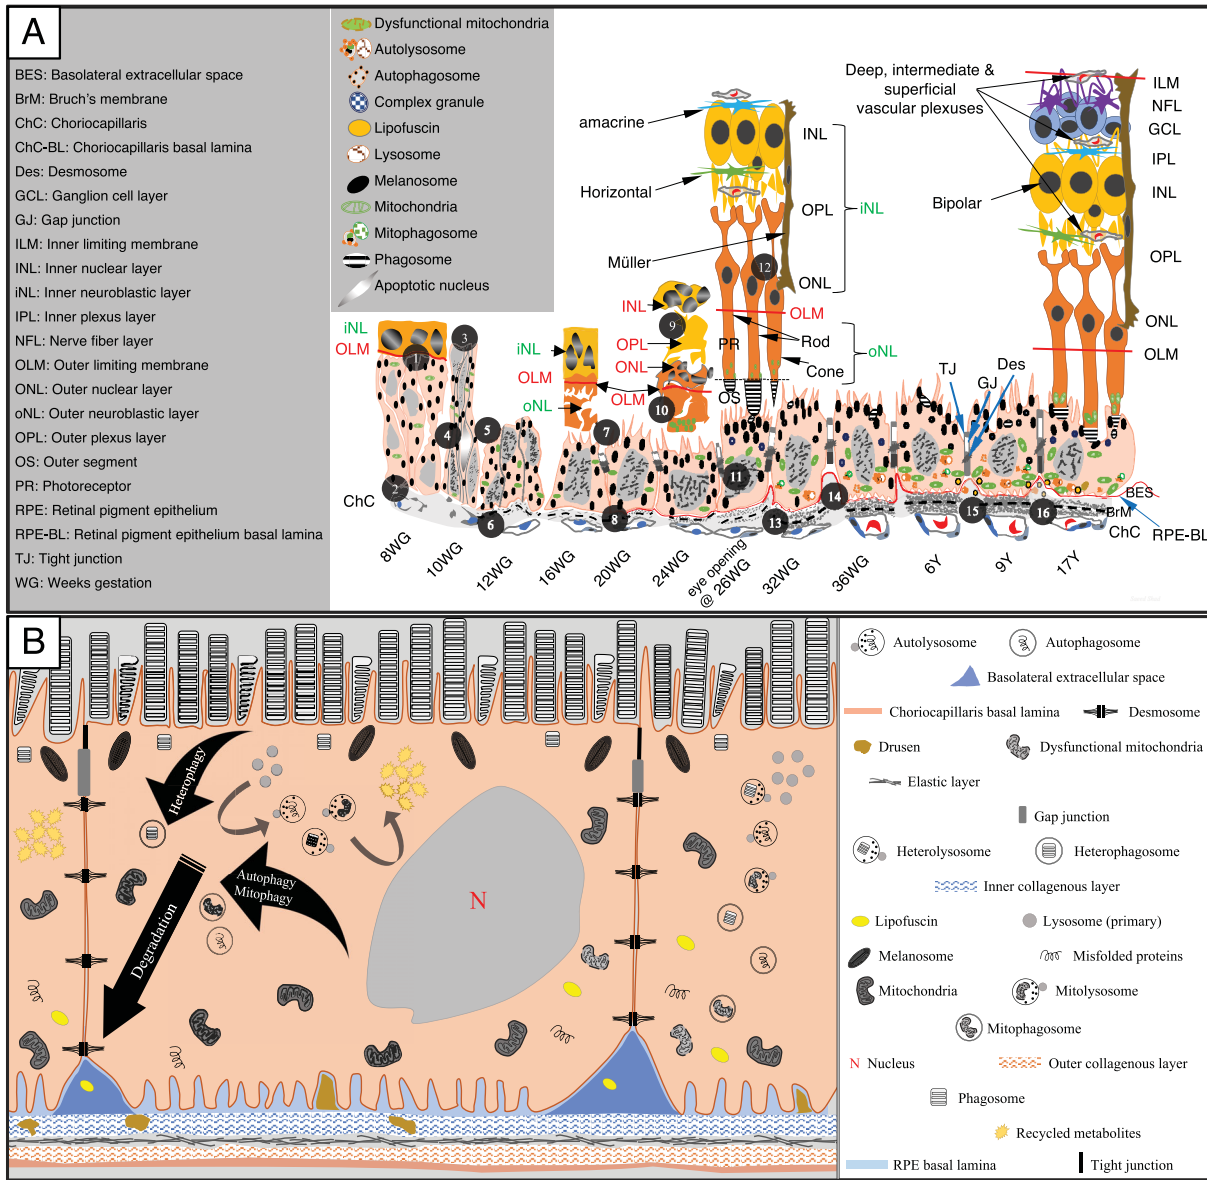 A
BES: Basolateral extracellular space
BrM: Bruch's membrane
ChC: Choriocapillaris
ChC-BL: Choriocapillaris basal lamina
Des: Desmosome
GCL: Ganglion cell layer
GJ: Gap junction
ILM: Inner limiting membrane
INL: Inner nuclear layer
iNL: Inner neuroblastic layer
IPL: Inner plexus layer
NFL: Nerve fiber layer
OLM: Outer limiting membrane
ONL: Outer nuclear layer
oNL: Outer neuroblastic layer
OPL: Outer plexus layer
OS: Outer segment
PR: Photoreceptor
RPE: Retinal pigment epithelium
RPE-BL: Retinal pigment epithelium basal lamina
TJ: Tight junction
WG: Weeks gestation
Dysfunctional mitochondria
Autolysosome
Autophagosome
Complex granule
Lipofuscin
Lysosome
Melanosome
Mitochondria
Mitophagosome
Phagosome
Apoptotic nucleus
iNL
OLM
1
2
3
4
5
6
7
8
9
10
11
12
13
14
15
16
ChC
iNL
OLM
oNL
INL
OPL
ONL
OLM
amacrine
Horizontal
Müller
INL
OPL
ONL
iNL
OLM
PR
Rod
Cone
OS
oNL
Deep, intermediate &
superficial
vascular plexuses
Bipolar
ILM
NFL
GCL
IPL
INL
OPL
ONL
OLM
TJ
GJ
Des
BES
BrM
ChC
RPE-BL
8WG
10WG
12WG
16WG
20WG
24WG
eye opening
@ 26WG
32WG
36WG
6Y
9Y
17Y
B
Heterophagy
Autophagy
Mitophagy
Degradation
N
Autolysosome
Autophagosome
Basolateral extracellular space
Choriocapillaris basal lamina
Desmosome
Drusen
Dysfunctional mitochondria
Elastic layer
Gap junction
Heterolysosome
Heterophagosome
Inner collagenous layer
Lipofuscin
Lysosome (primary)
Melanosome
Misfolded proteins
Mitochondria
Mitolysosome
Mitophagosome
N Nucleus
Outer collagenous layer
Phagosome
Recycled metabolites
RPE basal lamina
Tight junction